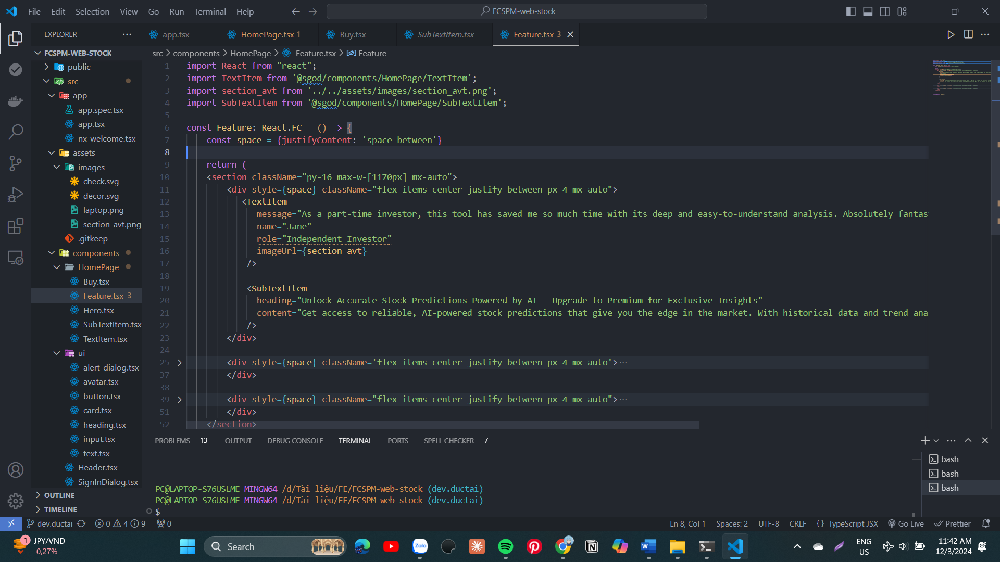 File Edit Selection View Go Run Terminal Help
FCSPM-web-stock
EXPLORER
app.tsx
HomePage.tsx 1
Buy.tsx
SubTextItem.tsx
Feature.tsx 3
FCSPM-WEB-STOCK
public
src
app
app.spec.tsx
app.tsx
nx-welcome.tsx
assets
images
check.svg
decor.svg
laptop.png
section_avt.png
.gitkeep
components
HomePage
Buy.tsx
Feature.tsx 3
Hero.tsx
SubTextItem.tsx
TextItem.tsx
ui
alert-dialog.tsx
avatar.tsx
button.tsx
card.tsx
heading.tsx
input.tsx
text.tsx
Header.tsx
SignInDialog.tsx
OUTLINE
TIMELINE
src > components > HomePage > Feature.tsx > Feature
1 import React from "react";
2 import TextItem from '@sgod/components/HomePage/TextItem';
3 import section_avt from '../../assets/images/section_avt.png';
4 import SubTextItem from '@sgod/components/HomePage/SubTextItem';
5
6 const Feature: React.FC = () => {
7 const space = {justifyContent: 'space-between'}
8
9 return (
10 <section className="py-16 max-w-[1170px] mx-auto">
11 <div style={space} className="flex items-center justify-between px-4 mx-auto">
12 <TextItem
13 message="As a part-time investor, this tool has saved me so much time with its deep and easy-to-understand analysis. Absolutely fantas
14 name="Jane"
15 role="Independent Investor"
16 imageUrl={section_avt}
17 />
18
19 <SubTextItem
20 heading="Unlock Accurate Stock Predictions Powered by AI – Upgrade to Premium for Exclusive Insights"
21 content="Get access to reliable, AI-powered stock predictions that give you the edge in the market. With historical data and trend ana
22 />
23 </div>
24
25 <div style={space} className='flex items-center justify-between px-4 mx-auto'>···
37 </div>
38
39 <div style={space} className="flex items-center justify-between px-4 mx-auto">···
51 </div>
52 </section>
PROBLEMS 13 OUTPUT DEBUG CONSOLE TERMINAL PORTS SPELL CHECKER 7
bash
bash
bash
PC@LAPTOP-S76USLME MINGW64 /d/Tài liệu/FE/FCSPM-web-stock (dev.ductai)
PC@LAPTOP-S76USLME MINGW64 /d/Tài liệu/FE/FCSPM-web-stock (dev.ductai)
$
dev.ductai 0 4 9 0 Ln 8, Col 1 Spaces: 2 UTF-8 CRLF {} TypeScript JSX Go Live Prettier
1 JPY/VND
-0,27%
Search
Zalo
ENG
US
11:42 AM
12/3/2024